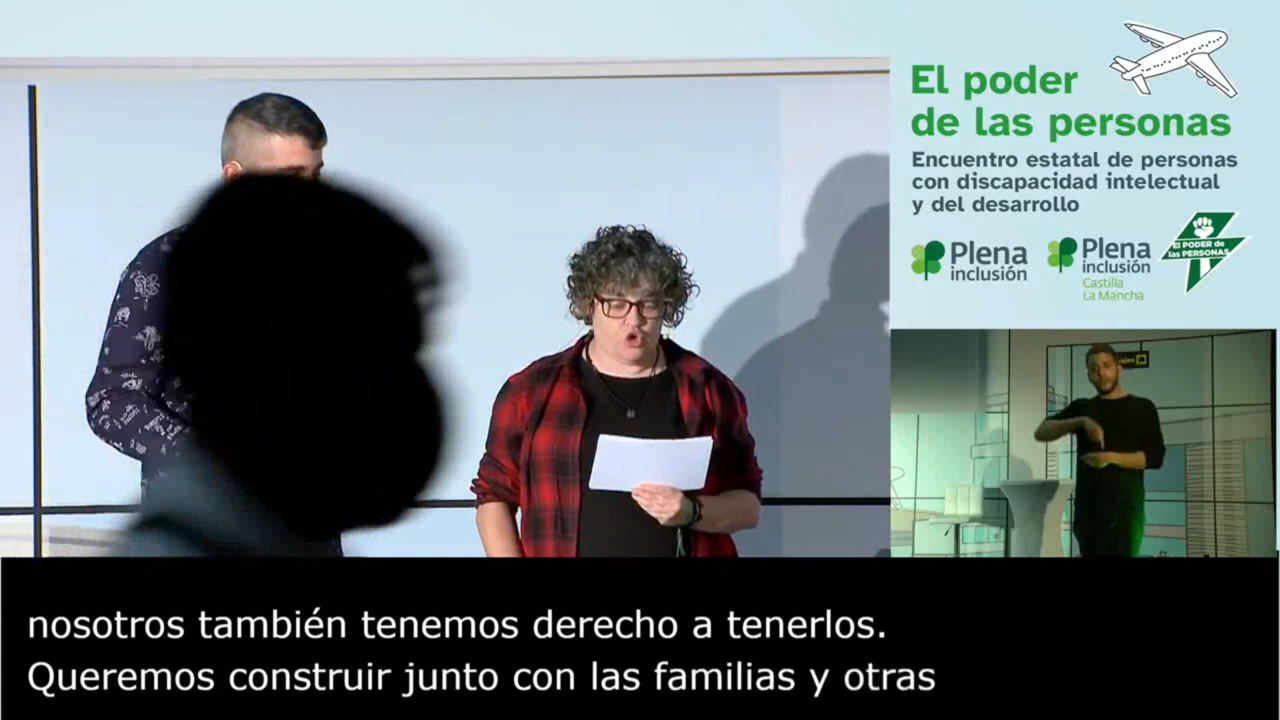 El poder
de las personas
Encuentro estatal de personas
con discapacidad intelectual
y del desarrollo
Plena
inclusión
Plena
inclusión
Castilla
La Mancha
El PODER de
las PERSONAS
nosotros también tenemos derecho a tenerlos.
Queremos construir junto con las familias y otras